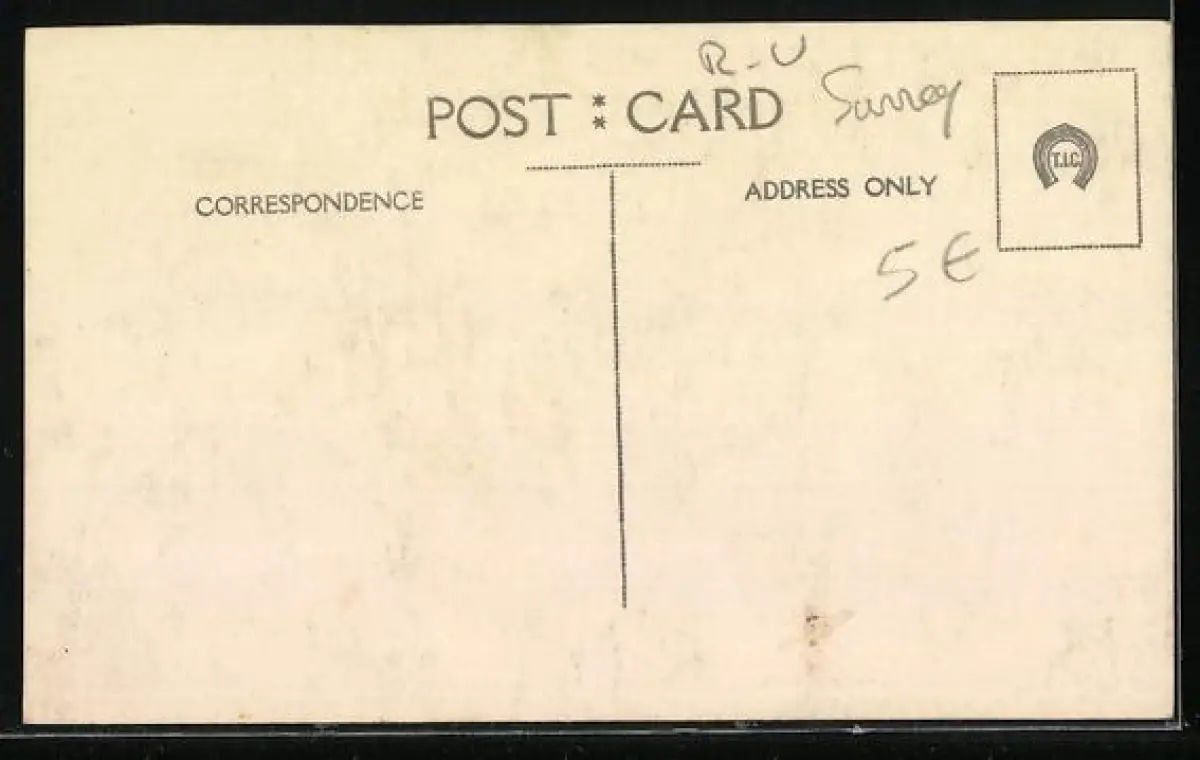 R-U
POST : CARD Surrey
T.I.C.
CORRESPONDENCE
ADDRESS ONLY
5 €